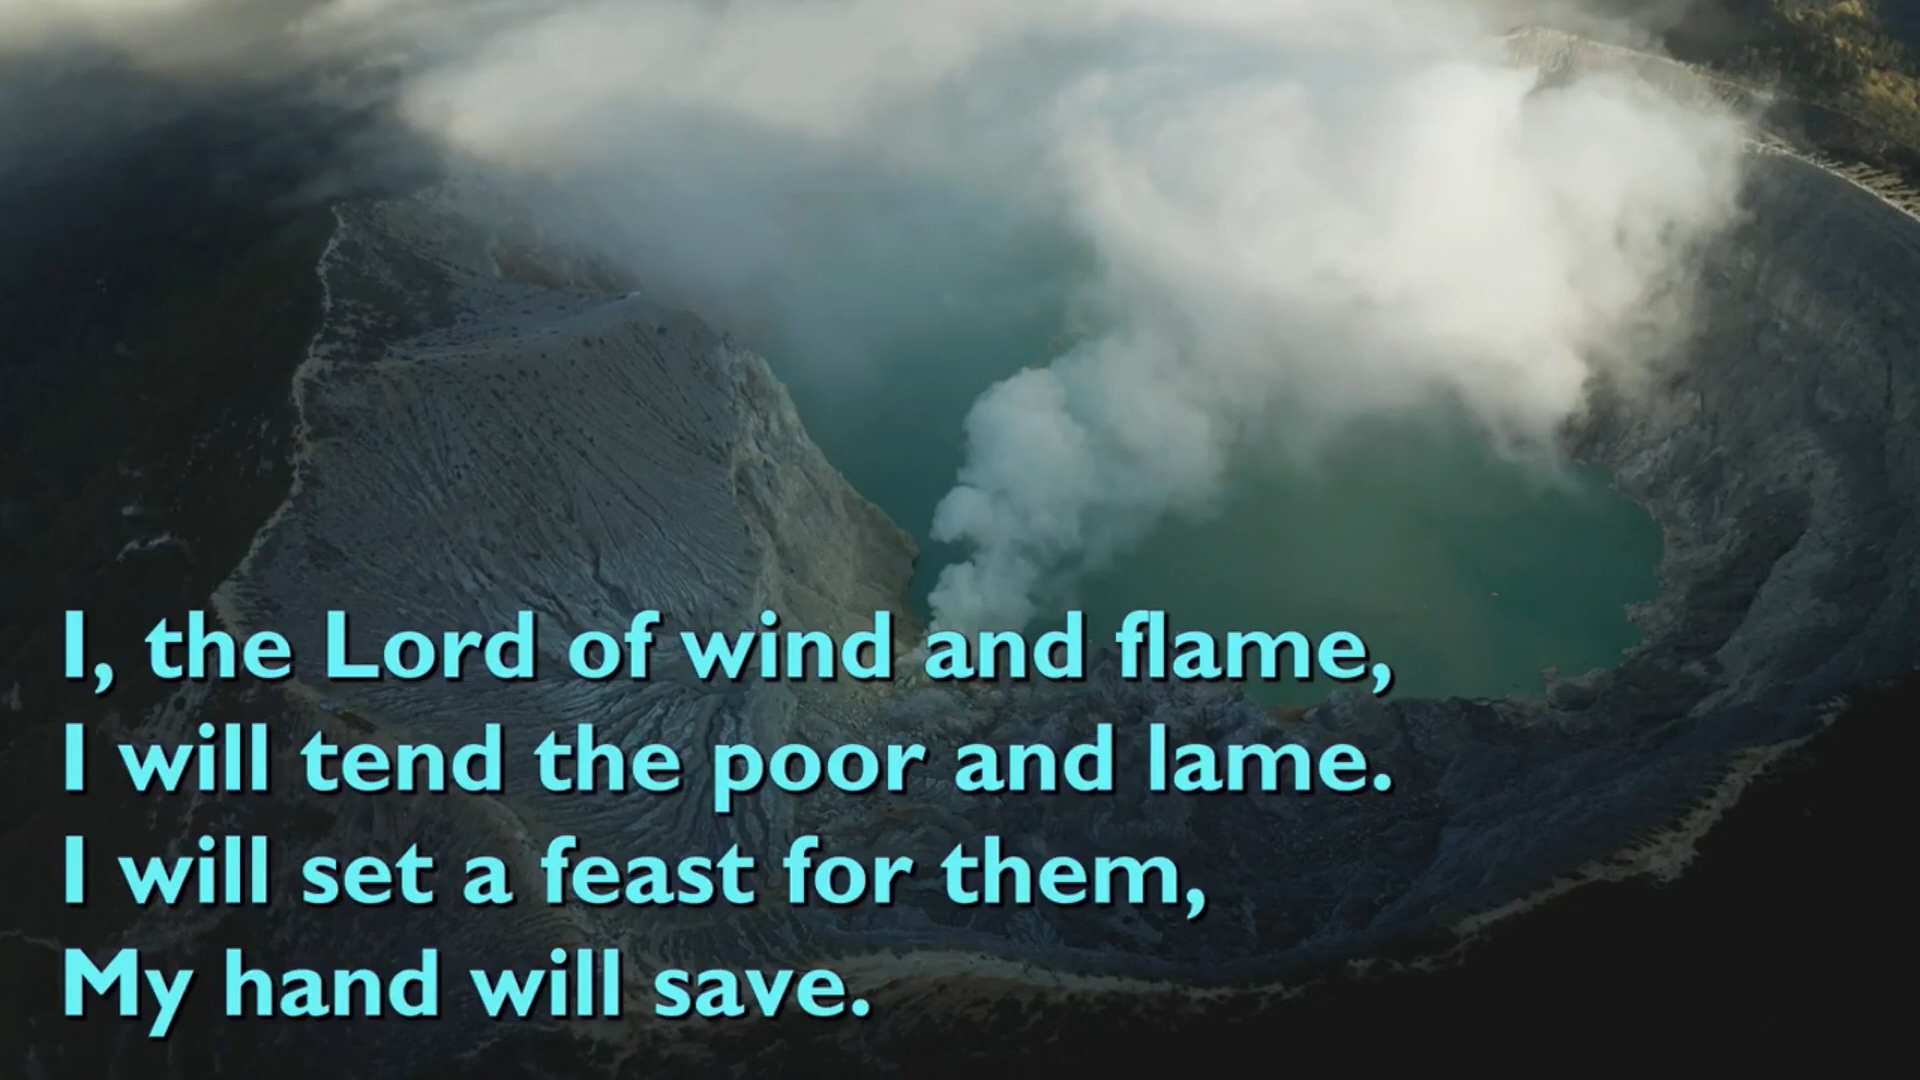 I, the Lord of wind and flame,
I will tend the poor and lame.
I will set a feast for them,
My hand will save.